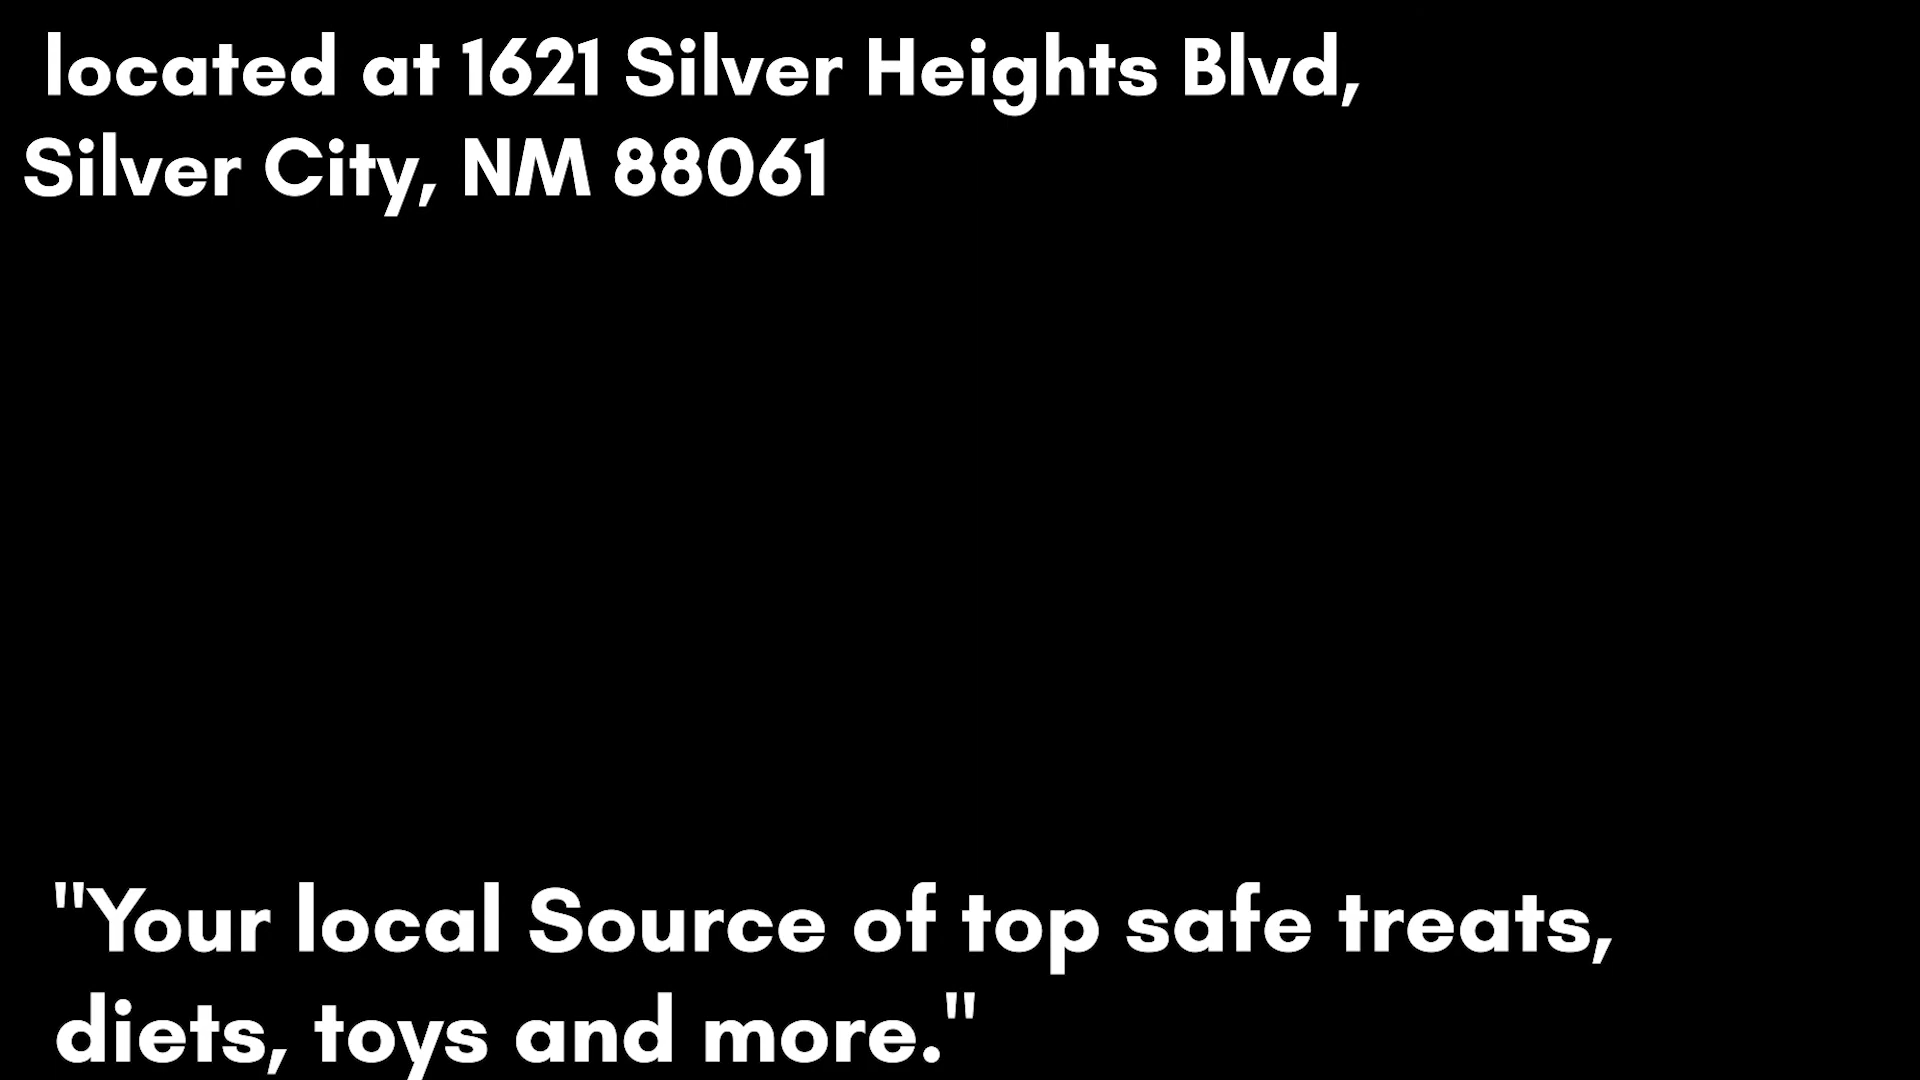 located at 1621 Silver Heights Blvd,
Silver City, NM 88061
"Your local Source of top safe treats,
diets, toys and more."